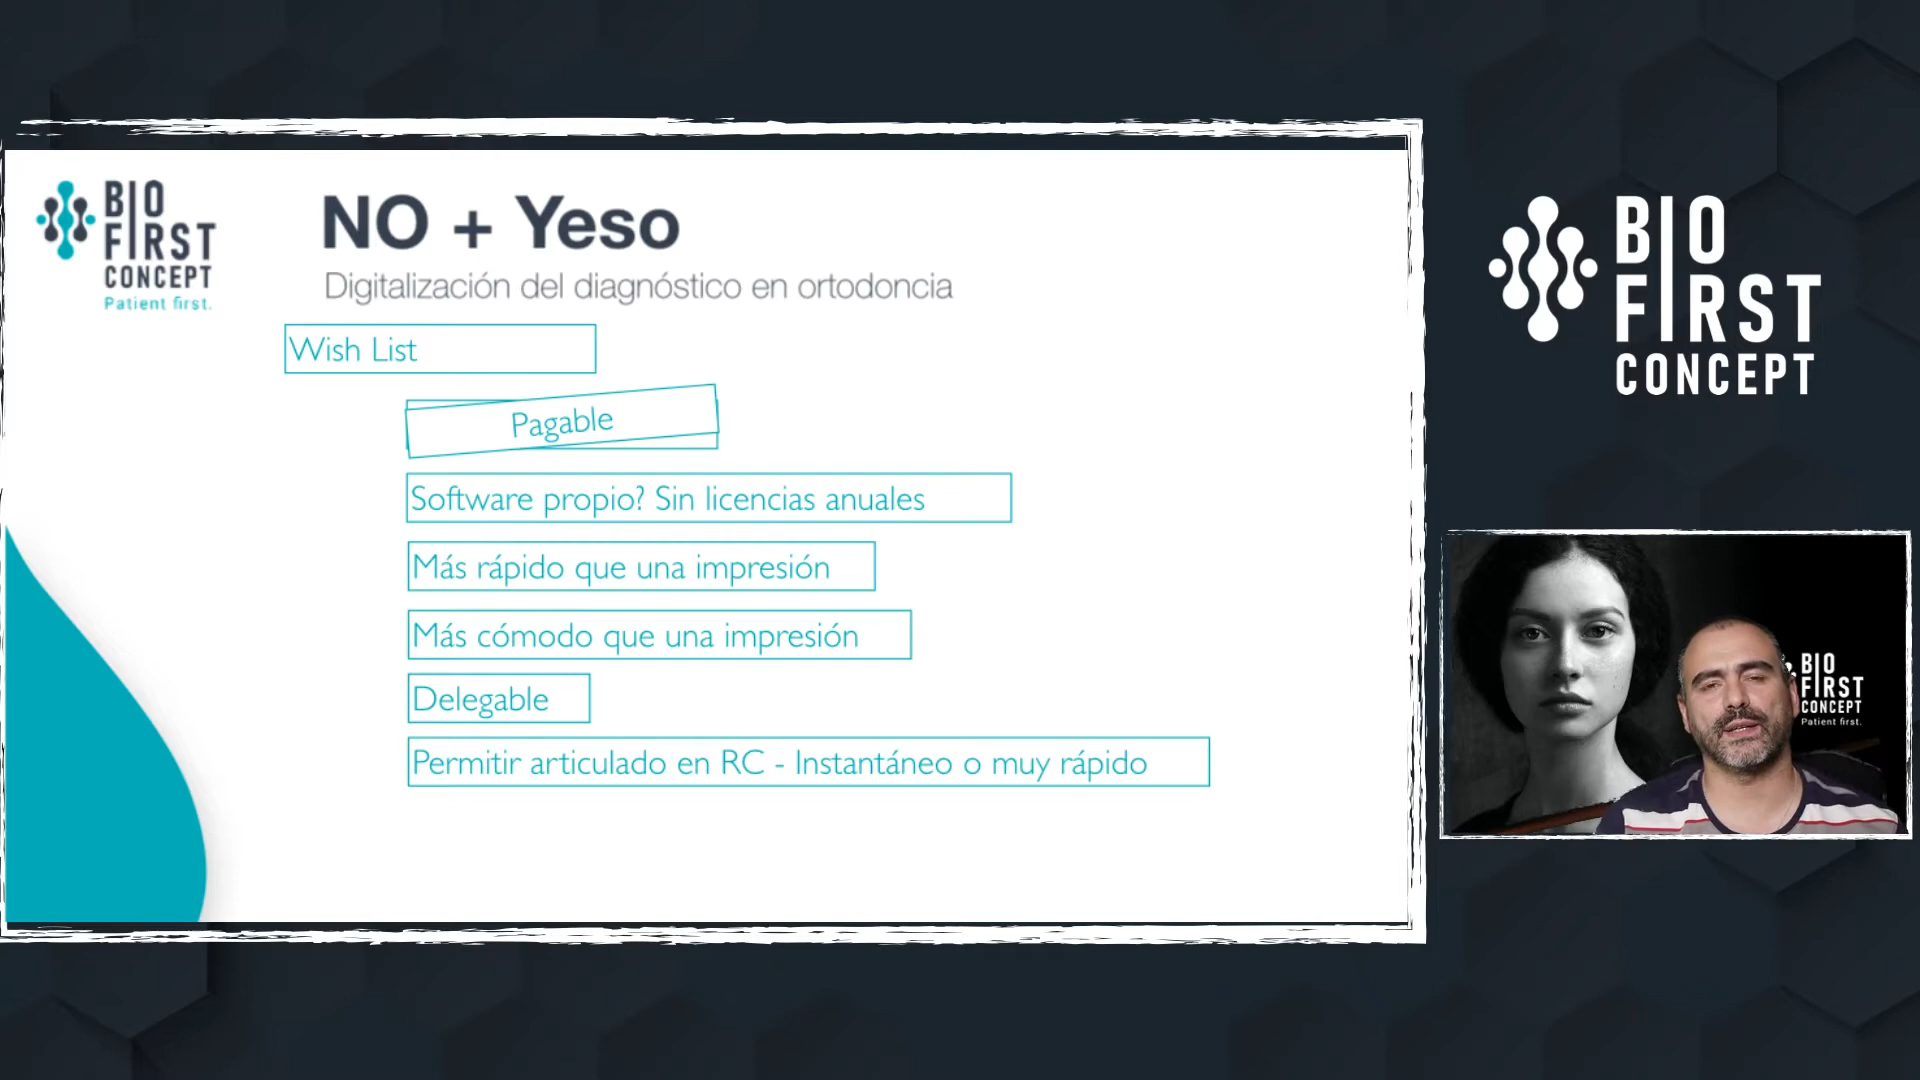 BIO
FIRST
CONCEPT
Patient first.
NO + Yeso
Digitalización del diagnóstico en ortodoncia
Wish List
Pagable
Software propio? Sin licencias anuales
Más rápido que una impresión
Más cómodo que una impresión
Delegable
Permitir articulado en RC - Instantáneo o muy rápido
BIO
FIRST
CONCEPT
BIO
FIRST
CONCEPT
Patient first.